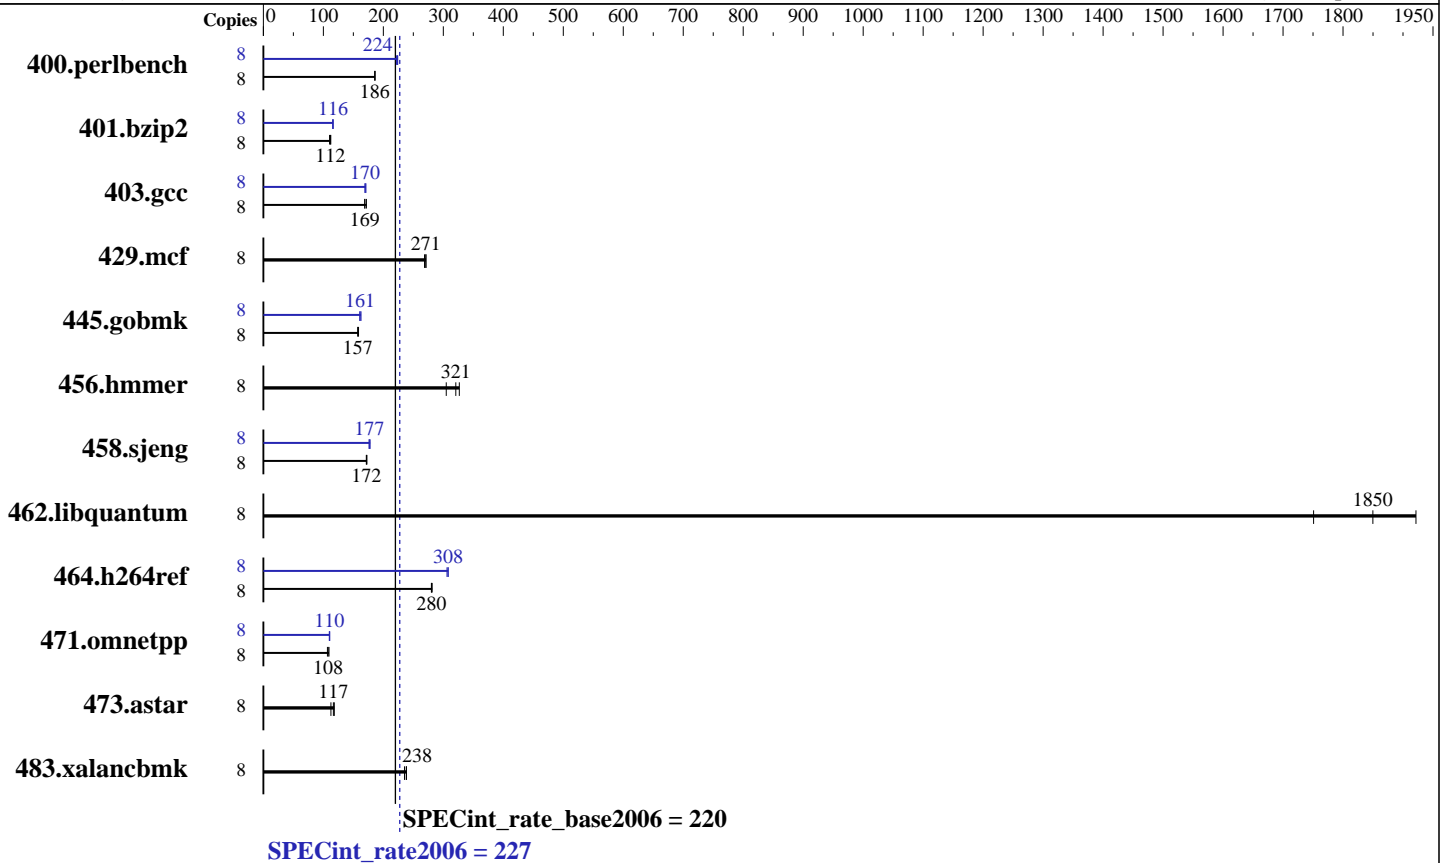 Copies 0 100 200 300 400 500 600 700 800 900 1000 1100 1200 1300 1400 1500 1600 1700 1800 1950
400.perlbench 8 224
8 186
401.bzip2 8 116
8 112
403.gcc 8 170
8 169
429.mcf 8 271
445.gobmk 8 161
8 157
456.hmmer 8 321
458.sjeng 8 177
8 172
462.libquantum 8 1850
464.h264ref 8 308
8 280
471.omnetpp 8 110
8 108
473.astar 8 117
483.xalancbmk 8 238
SPECint_rate_base2006 = 220
SPECint_rate2006 = 227